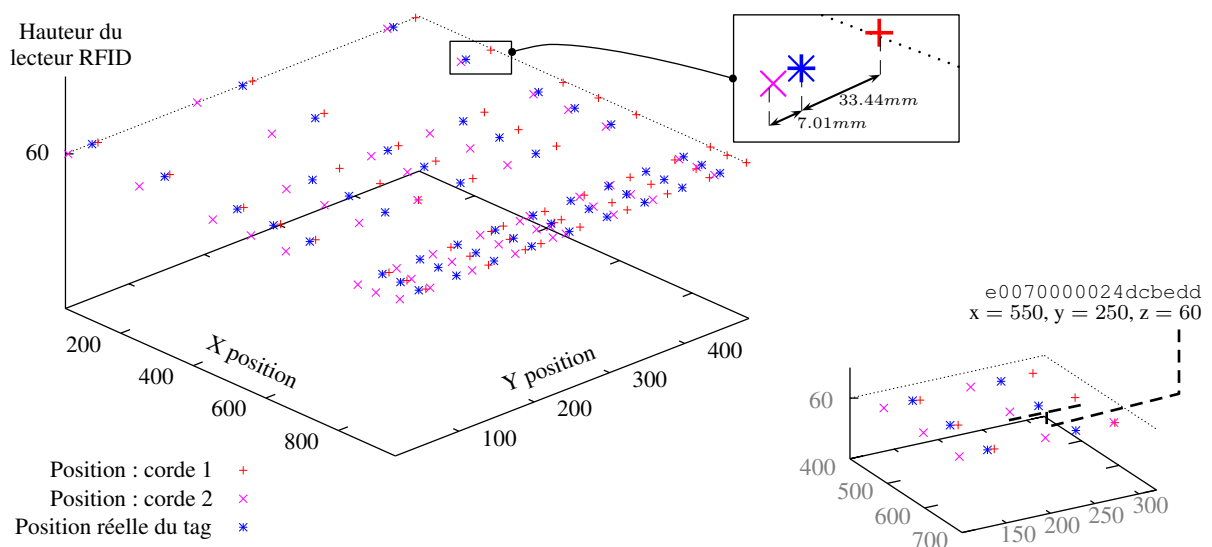 Hauteur du
lecteur RFID
60
33.44mm
7.01mm
200
400
600
800
X position
100
200
300
400
Y position
Position : corde 1
Position : corde 2
Position réelle du tag
e0070000024dcbedd
x = 550, y = 250, z = 60
60
400
500
600
700
150
200
250
300